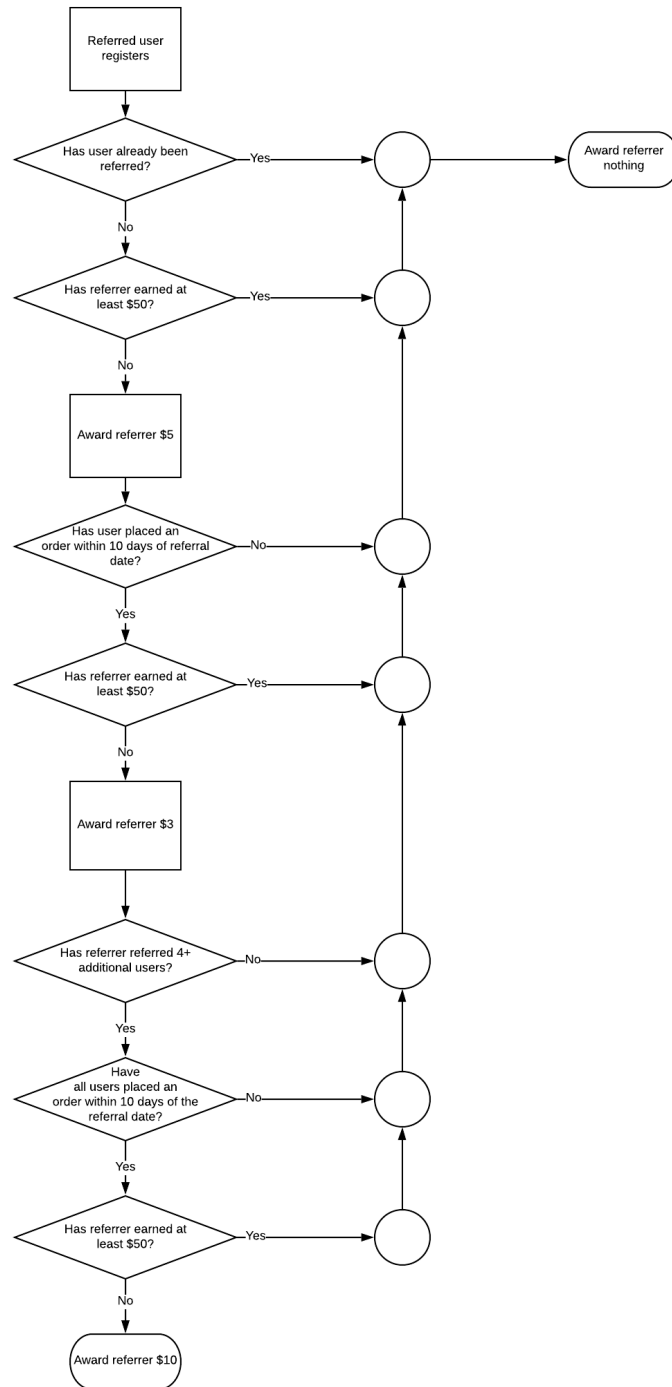 Referred user
registers
Has user already been
referred?
Yes
Award referrer
nothing
No
Has referrer earned at
least $50?
Yes
No
Award referrer $5
Has user placed an
order within 10 days of referral
date?
No
Yes
Has referrer earned at
least $50?
Yes
No
Award referrer $3
Has referrer referred 4+
additional users?
No
Yes
Have
all users placed an
order within 10 days of the
referral date?
No
Yes
Has referrer earned at
least $50?
Yes
No
Award referrer $10